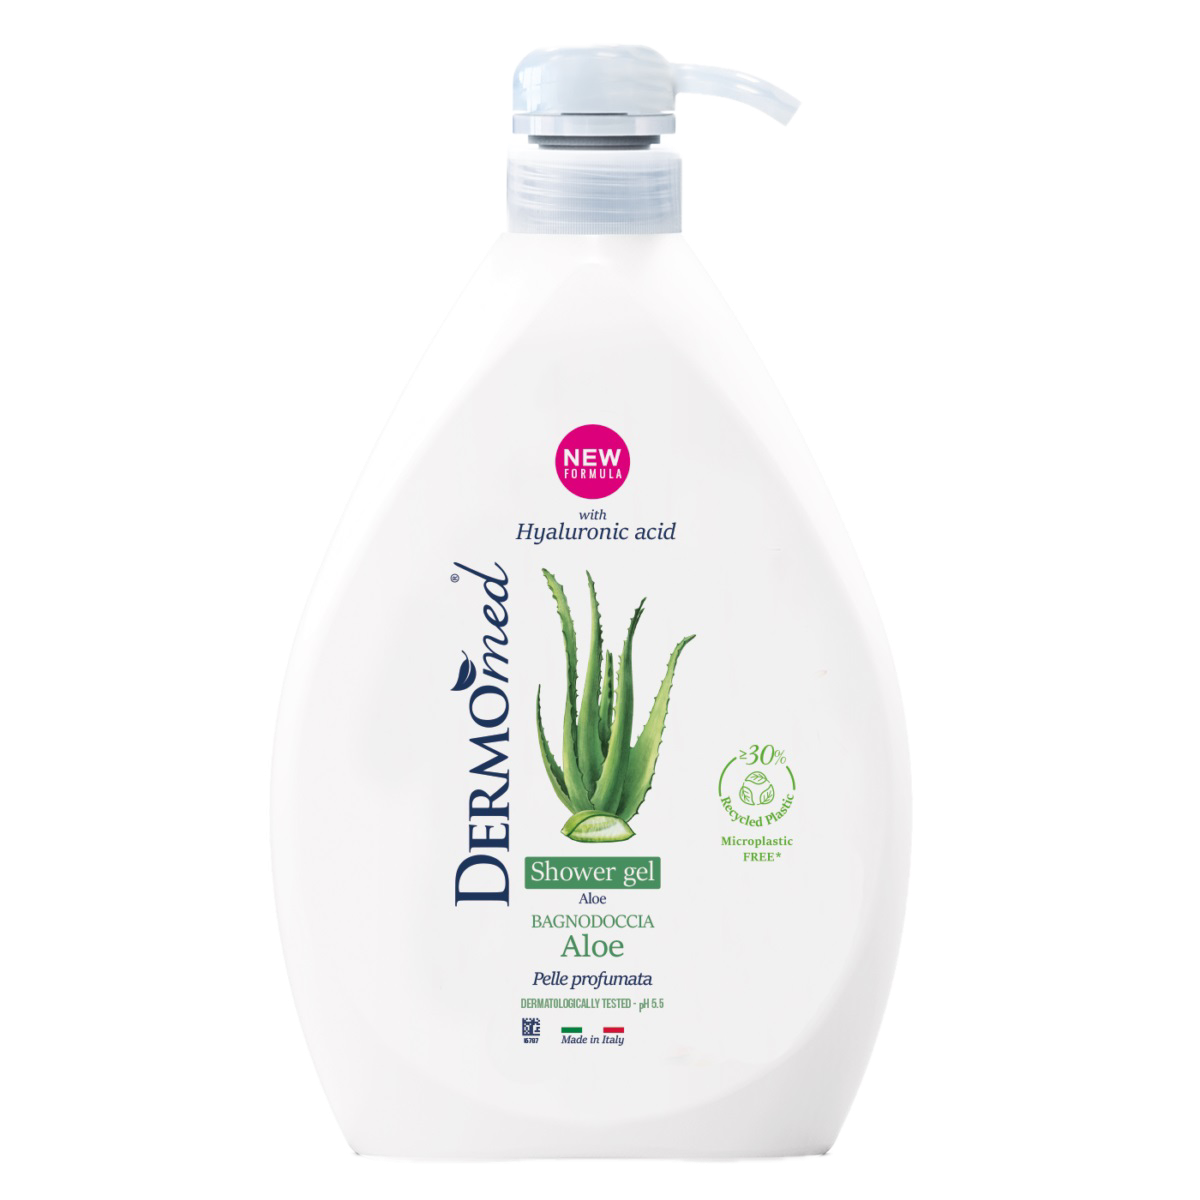 NEW
FORMULA
with
Hyaluronic acid
DERMOmed®
≥30%
Recycled Plastic
Microplastic
FREE*
Shower gel
Aloe
BAGNODOCCIA
Aloe
Pelle profumata
DERMATOLOGICALLY TESTED - pH 5.5
15787
Made in Italy